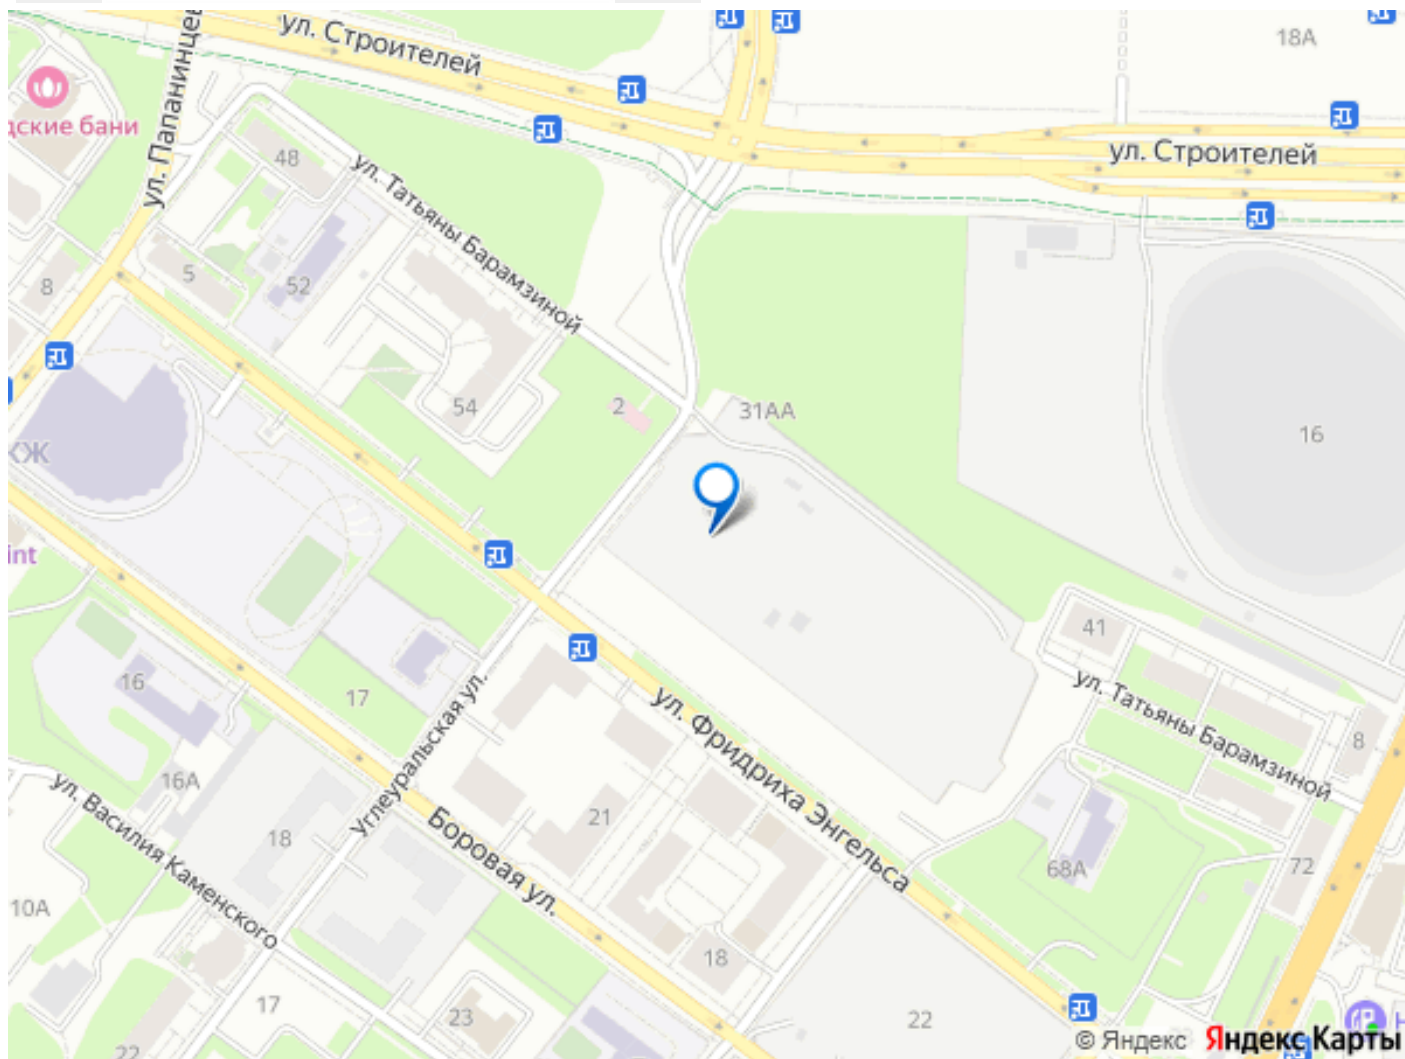 ул. Строителей
18А
дские бани
ул. Папанинцев
48
ул. Строителей
ул. Татьяны Барамзиной
5
52
8
54
2
31АА
16
КЖ
int
41
ул. Татьяны Барамзиной
8
16
17
Углеуральская ул.
ул. Фридриха Энгельса
16А
18
21
Боровая ул.
ул. Василия Каменского
68А
72
10А
18
17
23
22
22
© Яндекс Яндекс Карты